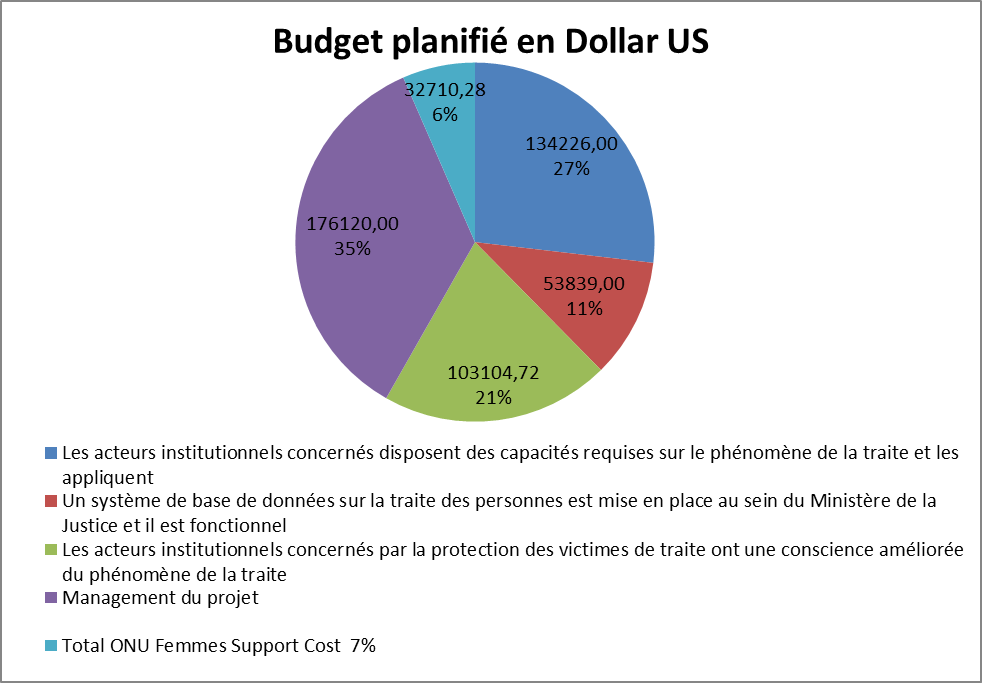 Budget planifié en Dollar US
32710,28
6%
134226,00
27%
176120,00
35%
53839,00
11%
103104,72
21%
Les acteurs institutionnels concernés disposent des capacités requises sur le phénomène de la traite et les
appliquent
Un système de base de données sur la traite des personnes est mise en place au sein du Ministère de la
Justice et il est fonctionnel
Les acteurs institutionnels concernés par la protection des victimes de traite ont une conscience améliorée
du phénomène de la traite
Management du projet
Total ONU Femmes Support Cost 7%